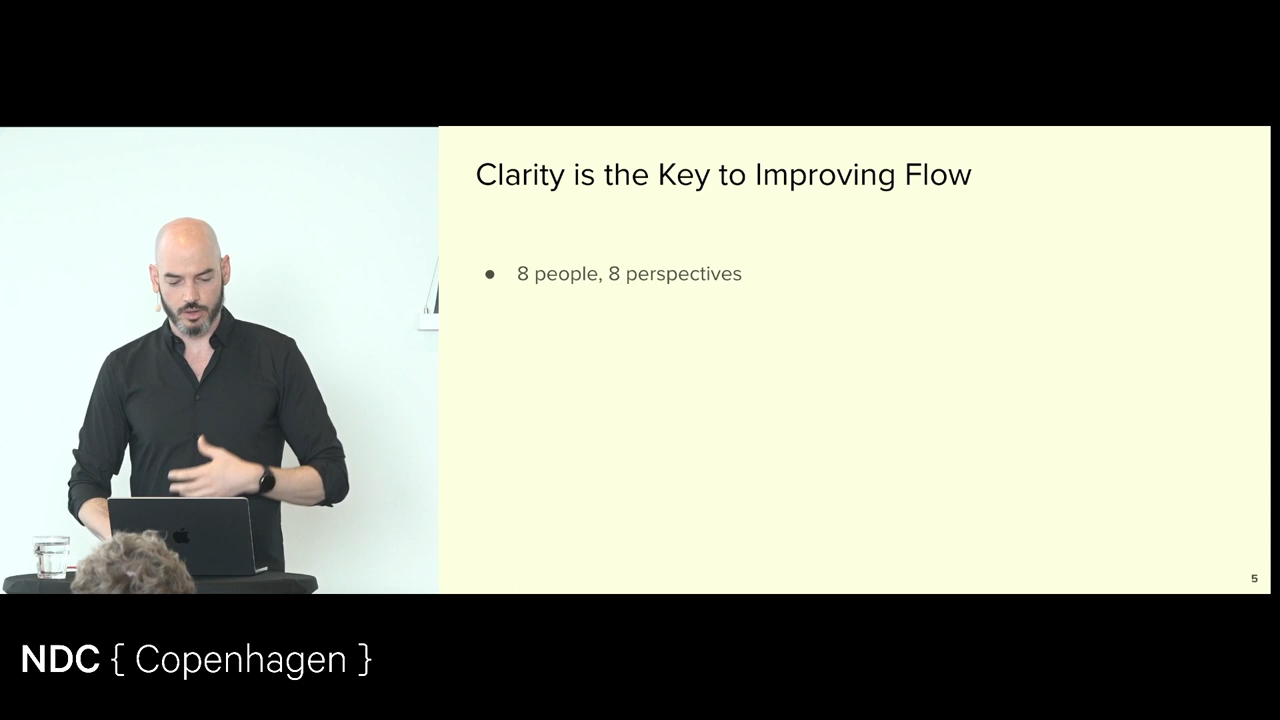 Clarity is the Key to Improving Flow
● 8 people, 8 perspectives
5
NDC { Copenhagen }